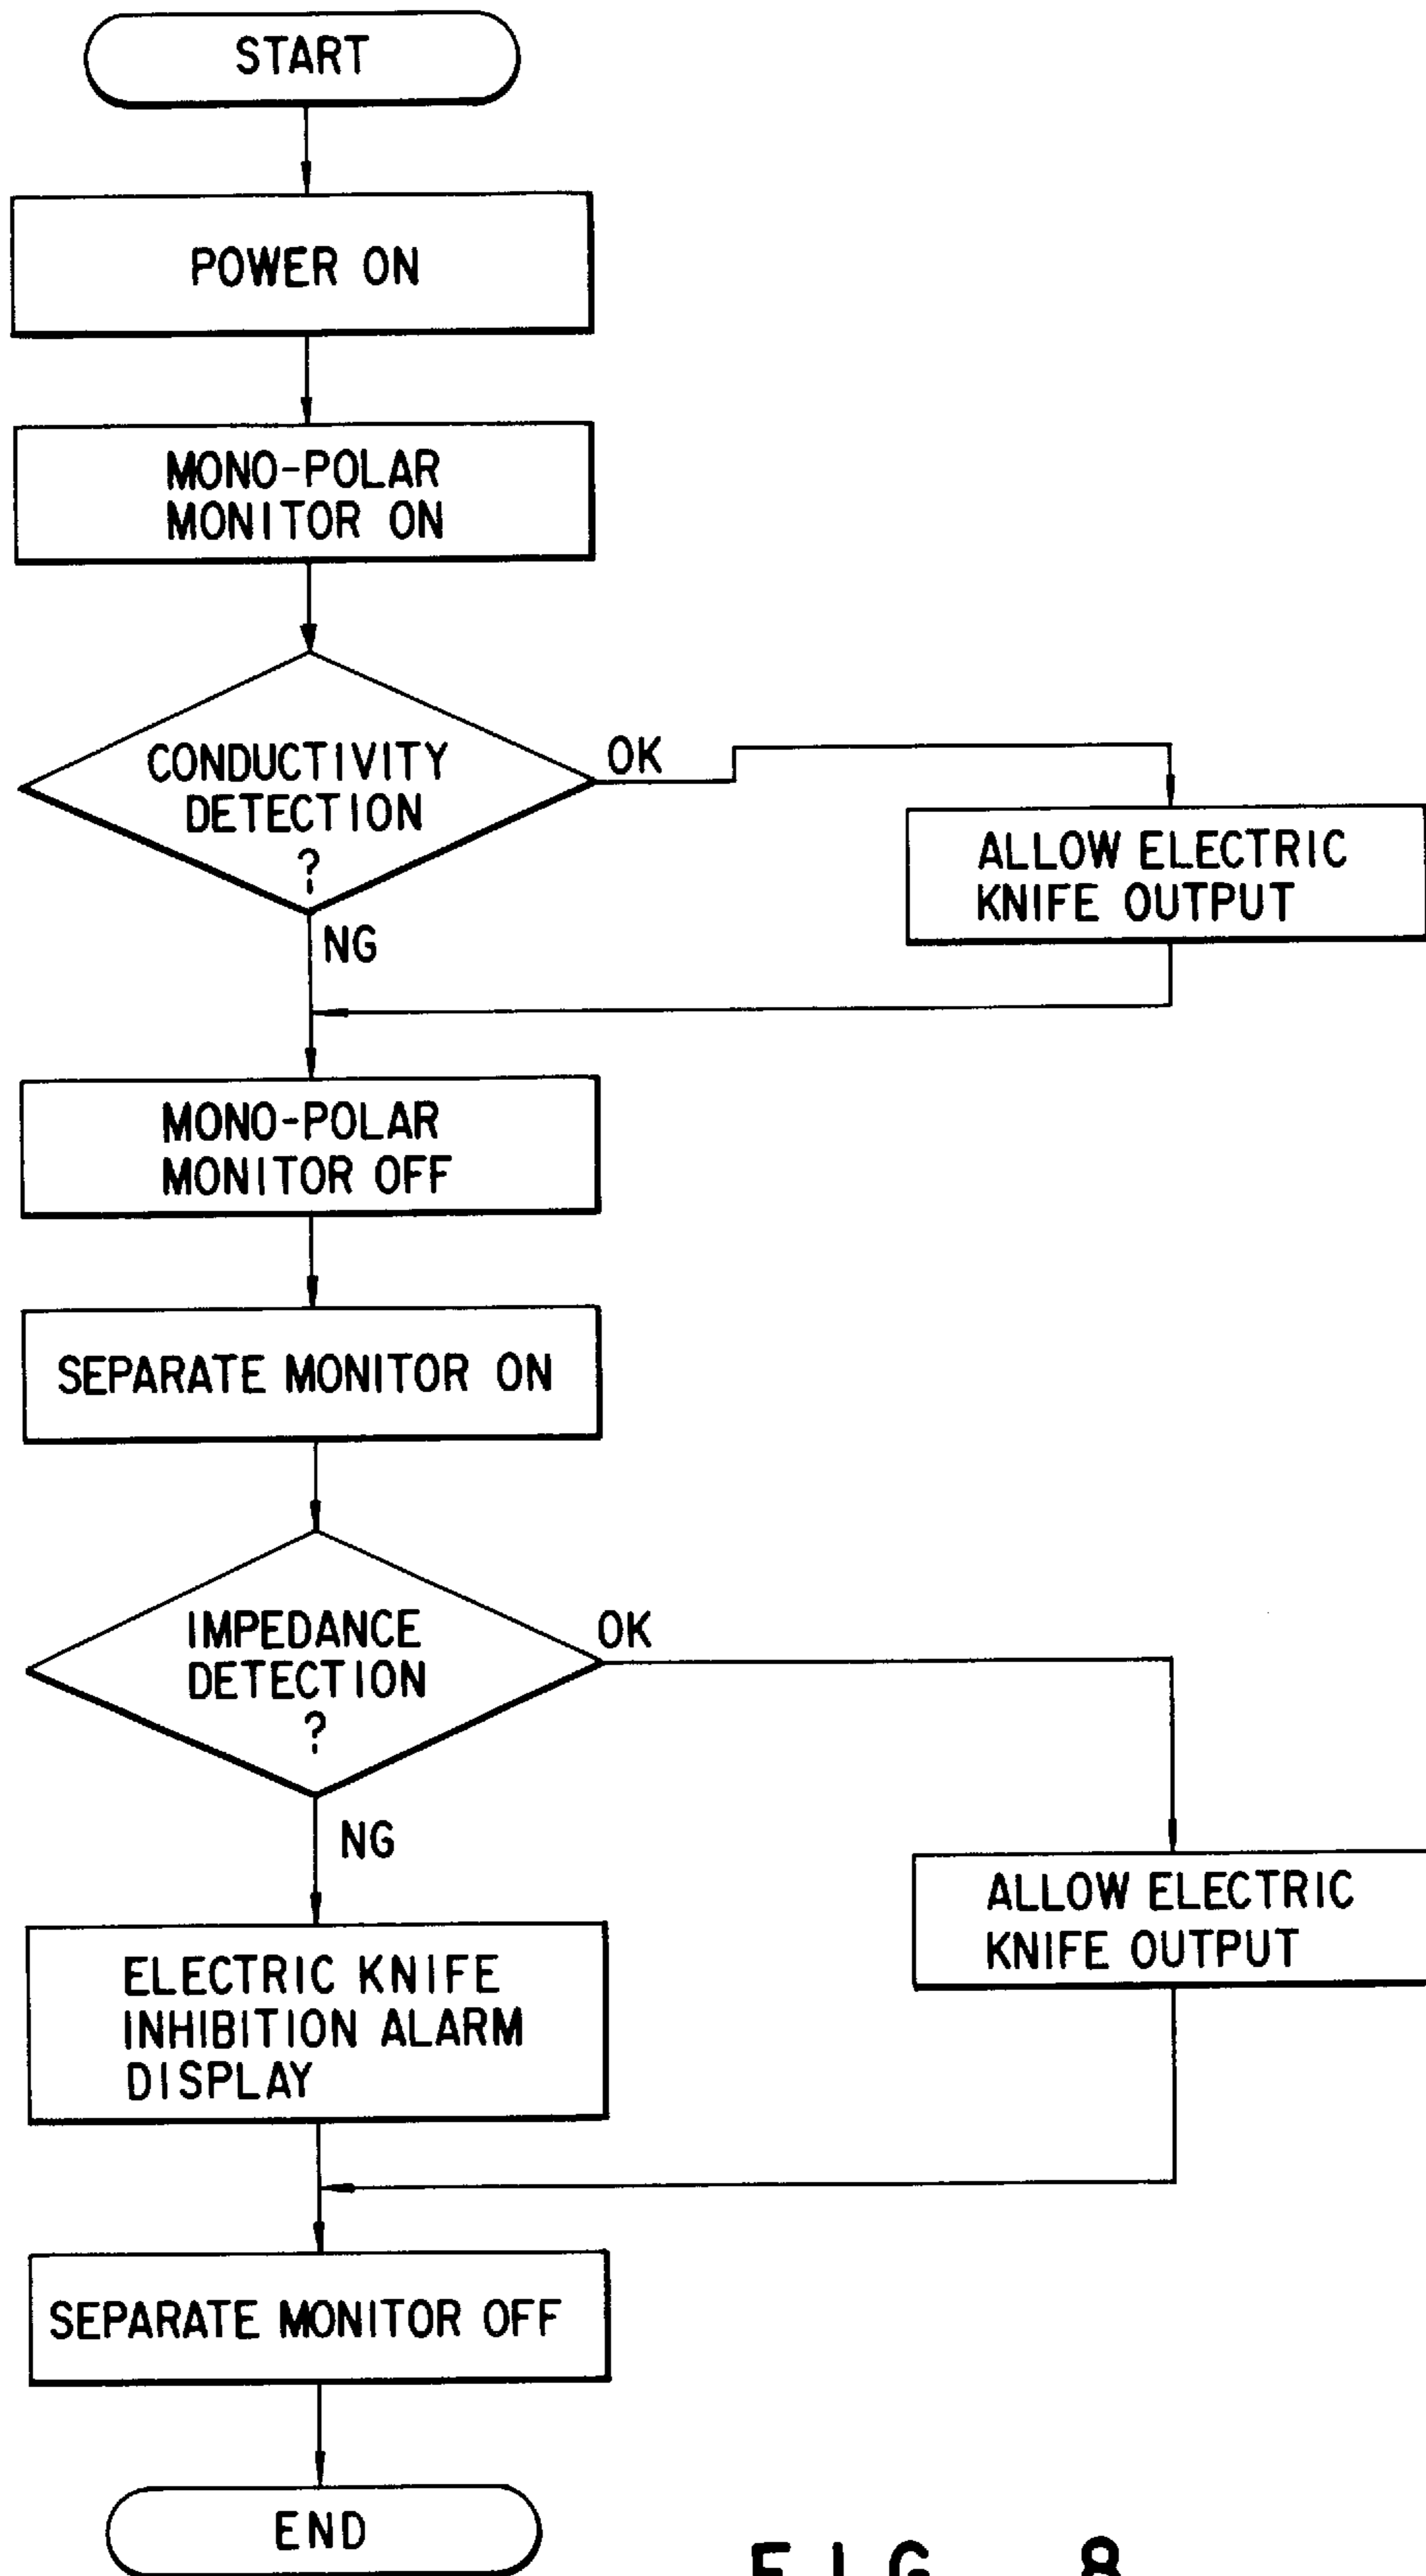 START
POWER ON
MONO-POLAR
MONITOR ON
CONDUCTIVITY
DETECTION
?
OK
ALLOW ELECTRIC
KNIFE OUTPUT
NG
MONO-POLAR
MONITOR OFF
SEPARATE MONITOR ON
IMPEDANCE
DETECTION
?
OK
NG
ALLOW ELECTRIC
KNIFE OUTPUT
ELECTRIC KNIFE
INHIBITION ALARM
DISPLAY
SEPARATE MONITOR OFF
END
FIG. 8